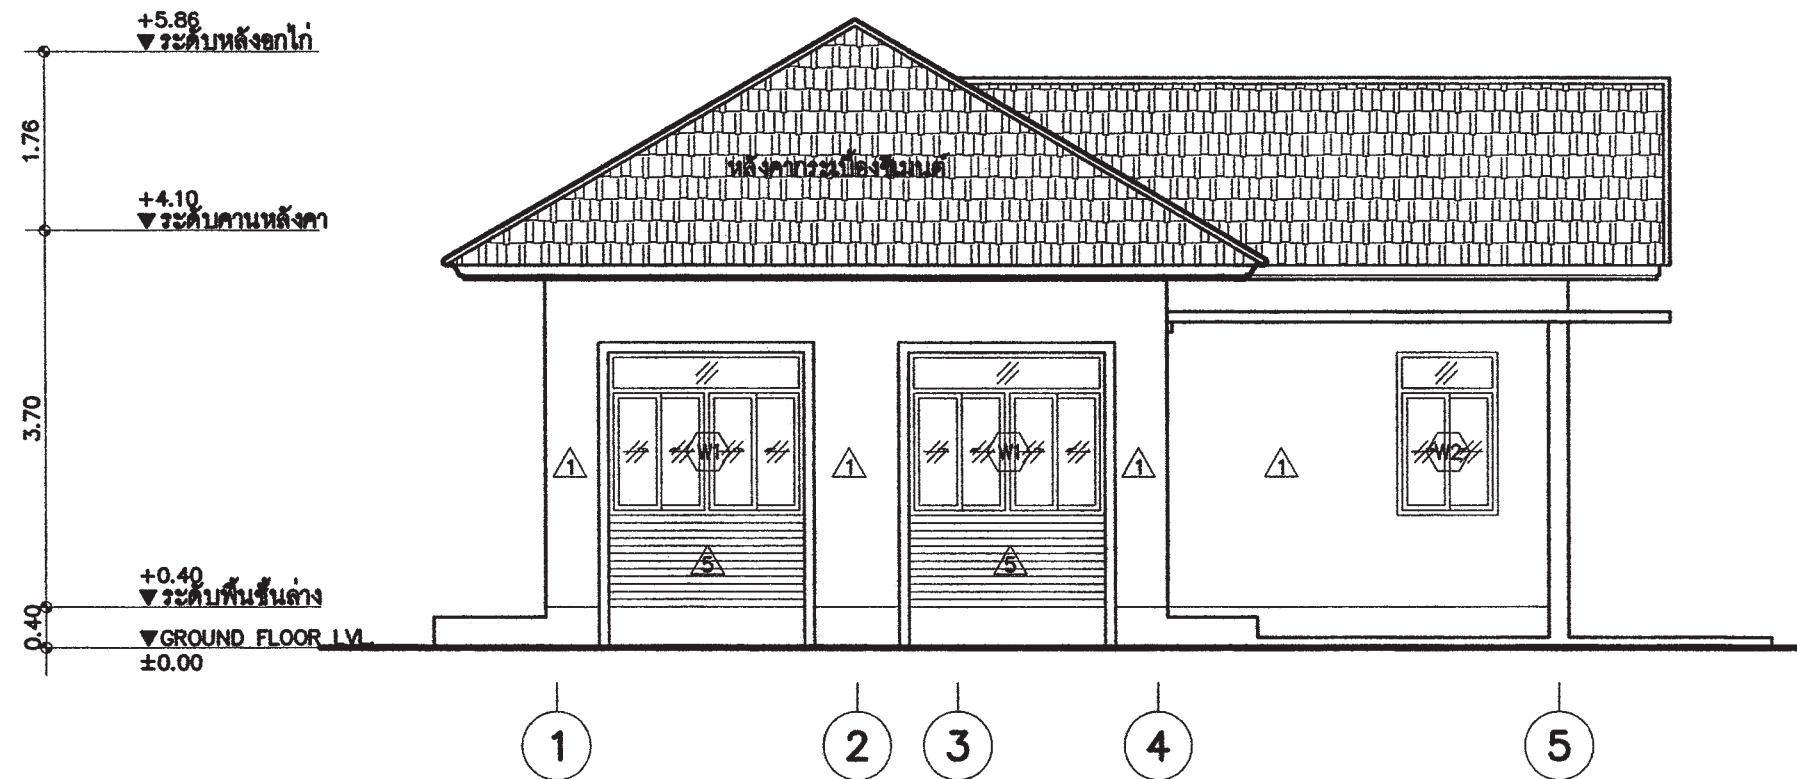 +5.86
▼ระดับหลังอกไก่
1.76
หลังคากระเบื้องซีเมนต์
+4.10
▼ระดับคานหลังคา
3.70
W1
W1
W2
1
1
1
1
5
5
+0.40
▼ระดับพื้นชั้นล่าง
0.40
▼GROUND FLOOR LVL.
±0.00
1
2
3
4
5